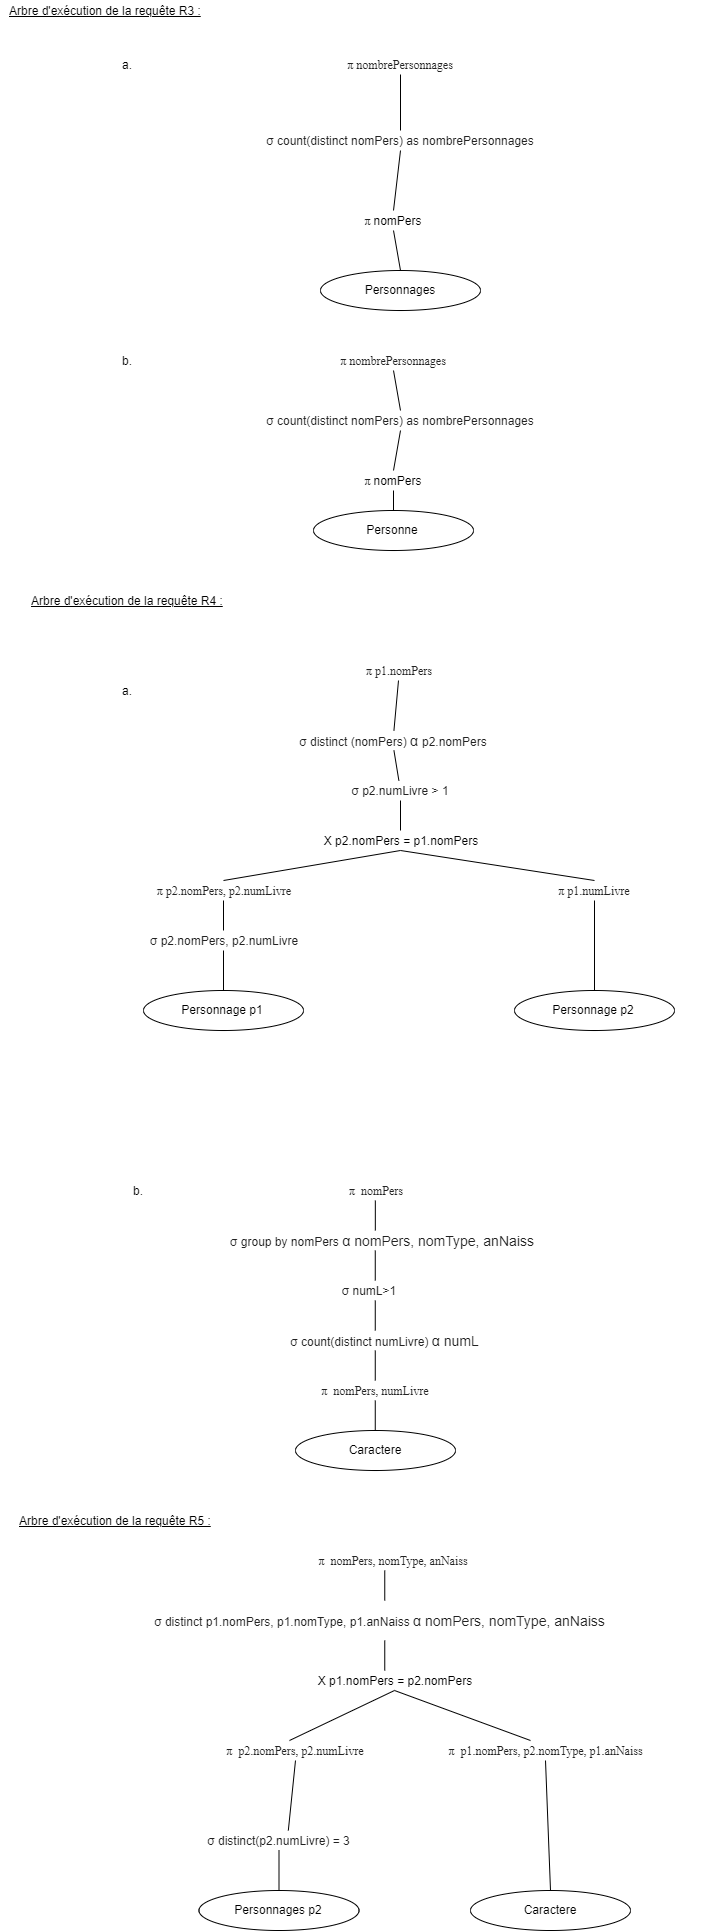 Arbre d'exécution de la requête R3 :
a.
π nombrePersonnages
σ count(distinct nomPers) as nombrePersonnages
π nomPers
Personnages
b.
π nombrePersonnages
σ count(distinct nomPers) as nombrePersonnages
π nomPers
Personne
Arbre d'exécution de la requête R4 :
π p1.nomPers
a.
σ distinct (nomPers) α p2.nomPers
σ p2.numLivre > 1
X p2.nomPers = p1.nomPers
π p2.nomPers, p2.numLivre π p1.numLivre
σ p2.nomPers, p2.numLivre
Personnage p1 Personnage p2
b. π nomPers
σ group by nomPers α nomPers, nomType, anNaiss
σ numL>1
σ count(distinct numLivre) α numL
π nomPers, numLivre
Caractere
Arbre d'exécution de la requête R5 :
π nomPers, nomType, anNaiss
σ distinct p1.nomPers, p1.nomType, p1.anNaiss α nomPers, nomType, anNaiss
X p1.nomPers = p2.nomPers
π p2.nomPers, p2.numLivre π p1.nomPers, p2.nomType, p1.anNaiss
σ distinct(p2.numLivre) = 3
Personnages p2 Caractere